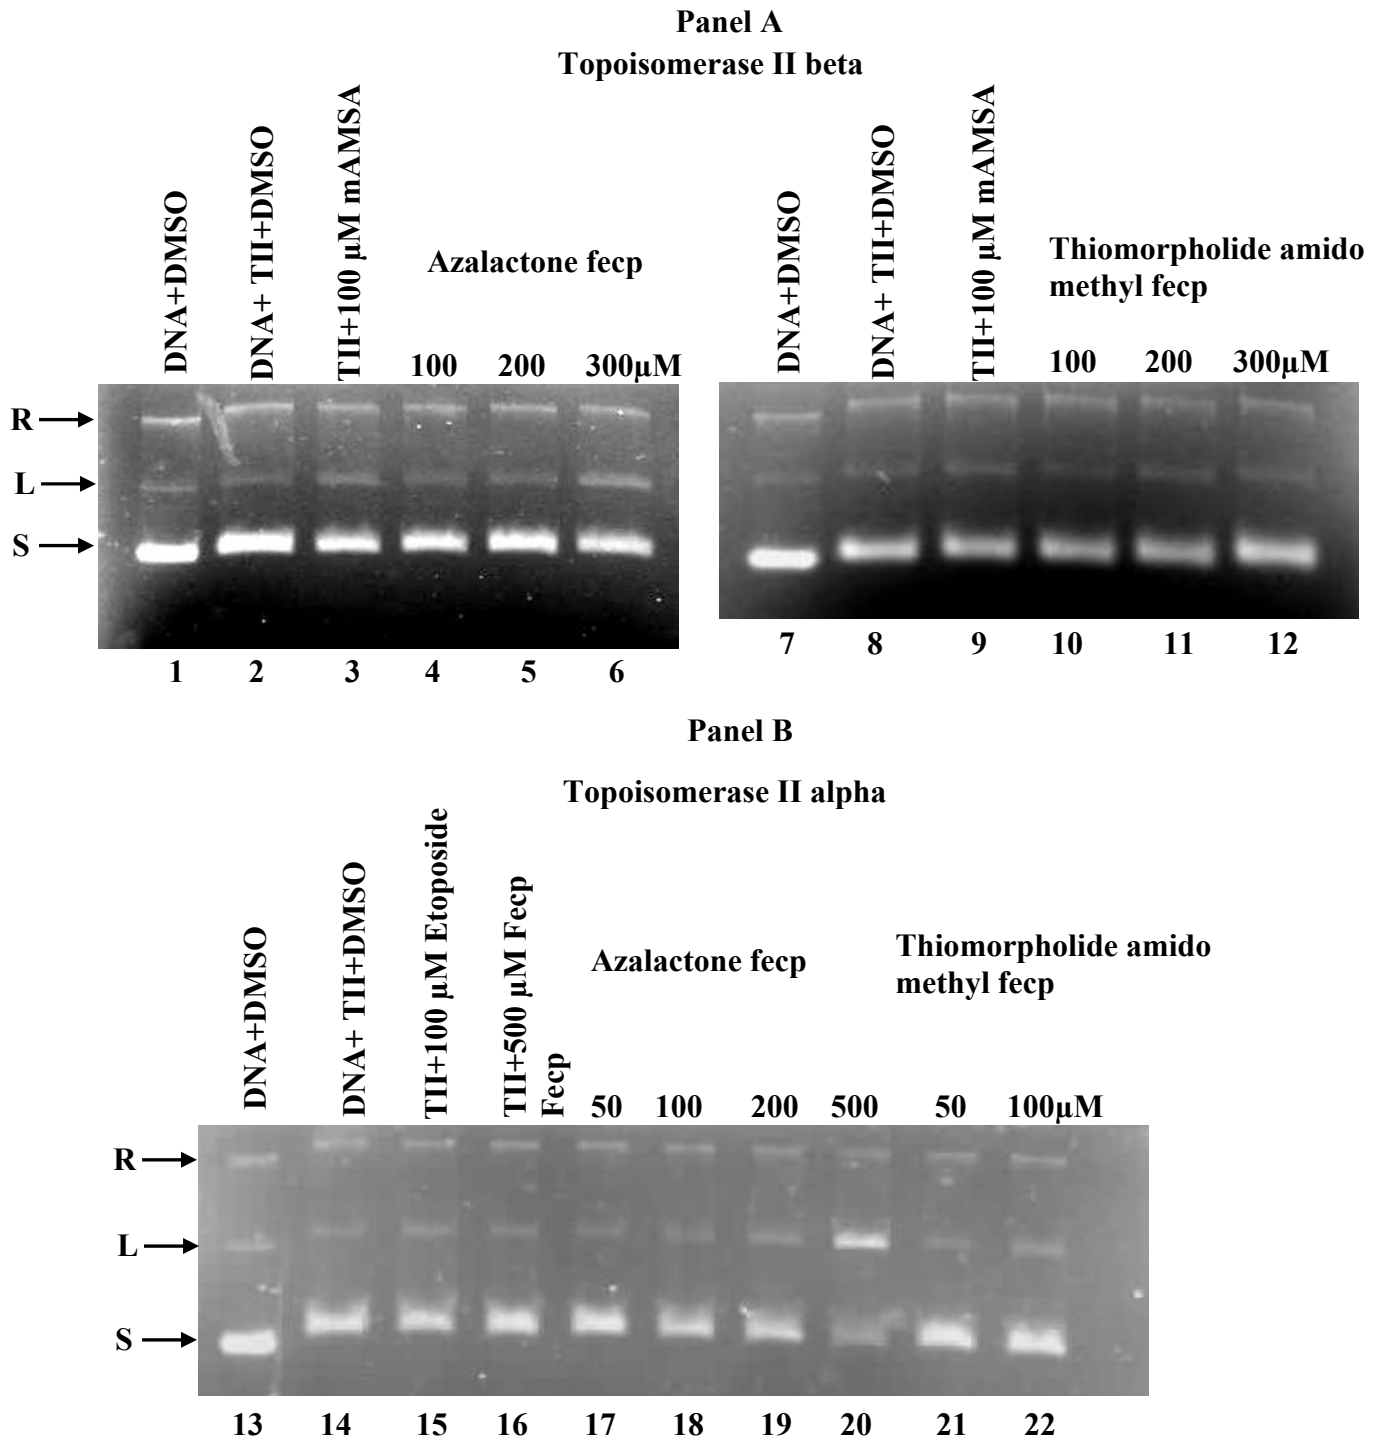 Panel A
Topoisomerase II beta
DNA+DMSO
DNA+ TII+DMSO
TII+100 µM mAMSA
Azalactone fecp
100 200 300µM
DNA+DMSO
DNA+ TII+DMSO
TII+100 µM mAMSA
Thiomorpholide amido
methyl fecp
100 200 300µM
R
L
S
1 2 3 4 5 6
7 8 9 10 11 12
Panel B
Topoisomerase II alpha
DNA+DMSO
DNA+ TII+DMSO
TII+100 µM Etoposide
TII+500 µM Fecp
Fecp
Azalactone fecp
Thiomorpholide amido
methyl fecp
50 100 200 500 50 100µM
R
L
S
13 14 15 16 17 18 19 20 21 22